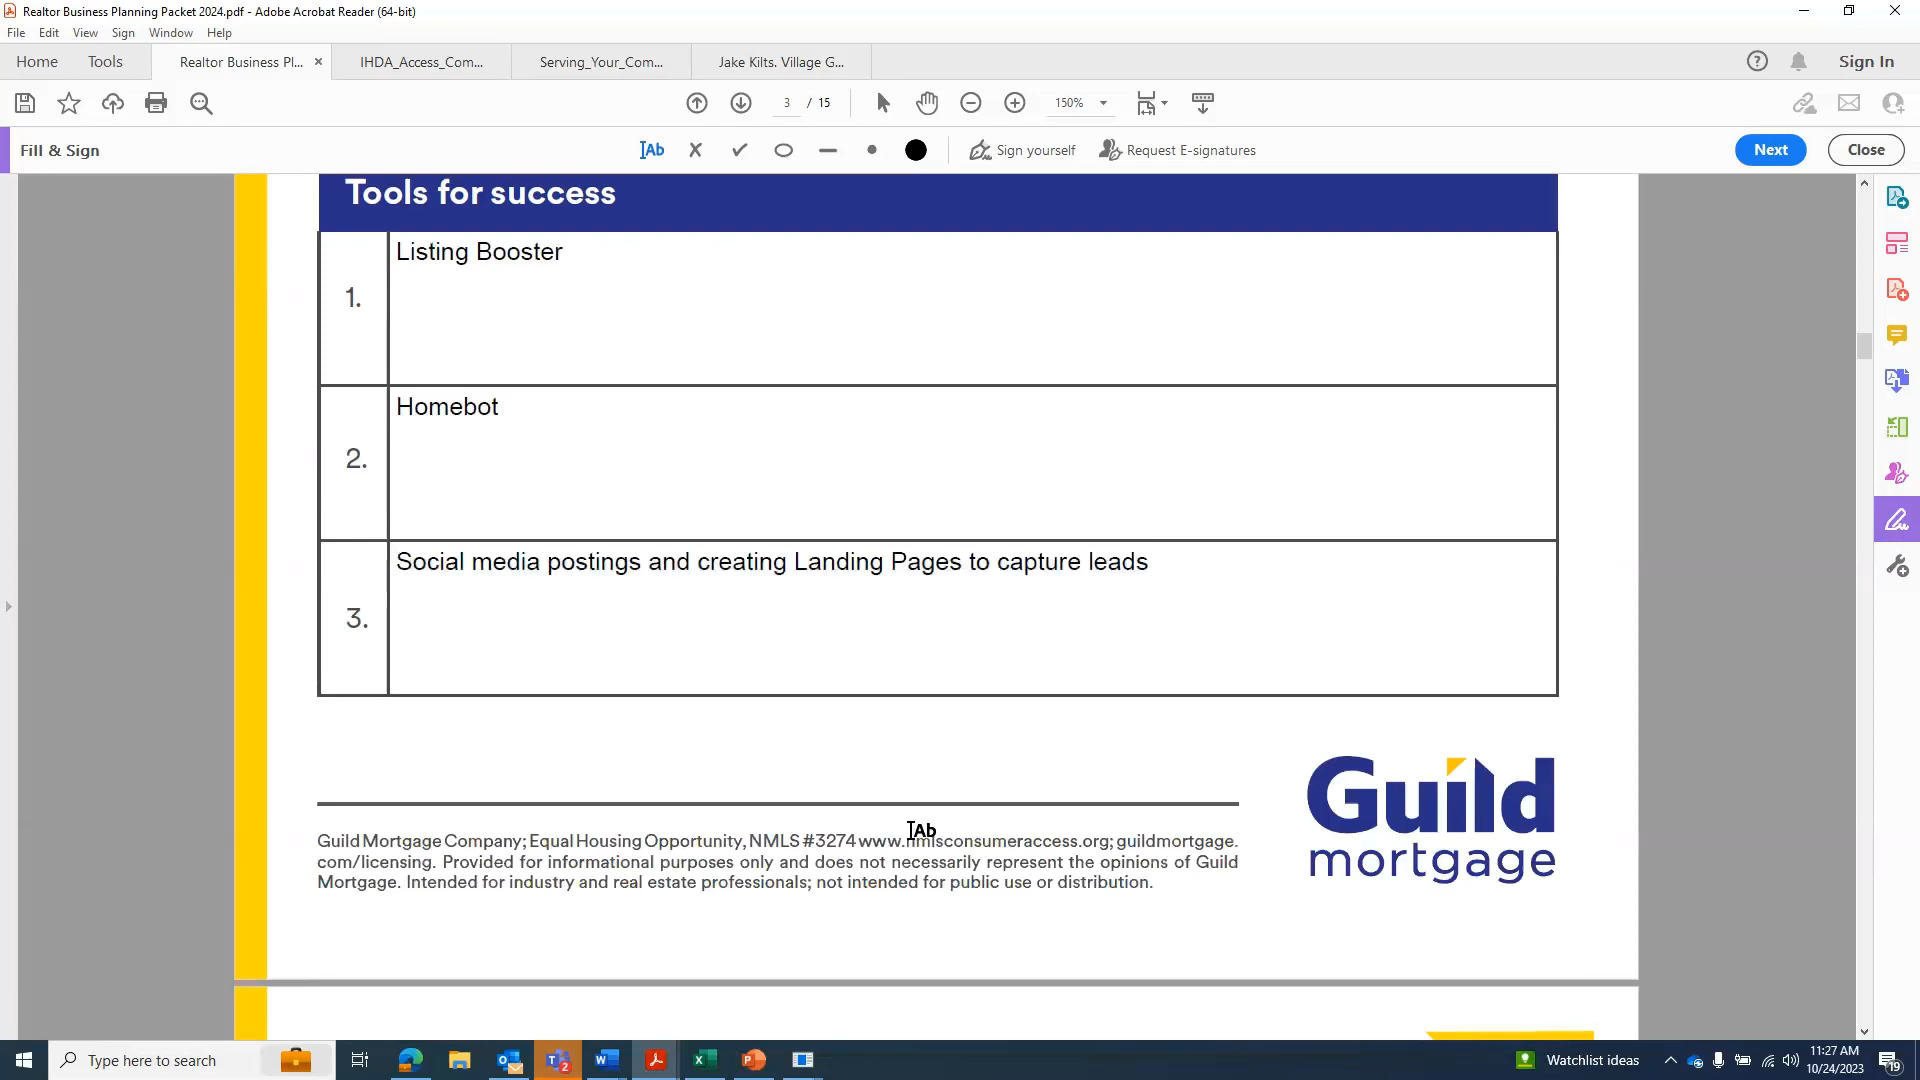 Realtor Business Planning Packet 2024.pdf - Adobe Acrobat Reader (64-bit)
File Edit View Sign Window Help
Home Tools Realtor Business Pl... × IHDA_Access_Com... Serving_Your_Com... Jake Kilts. Village G... Sign In
3 / 15 150%
Fill & Sign Ab Sign yourself Request E-signatures Next Close
Tools for success
Listing Booster
1.
Homebot
2.
Social media postings and creating Landing Pages to capture leads
3.
Guild
mortgage
Ab
Guild Mortgage Company; Equal Housing Opportunity, NMLS #3274 www.nmlsconsumeraccess.org; guildmortgage.
com/licensing. Provided for informational purposes only and does not necessarily represent the opinions of Guild
Mortgage. Intended for industry and real estate professionals; not intended for public use or distribution.
Type here to search Watchlist ideas 11:27 AM
10/24/2023
2
19